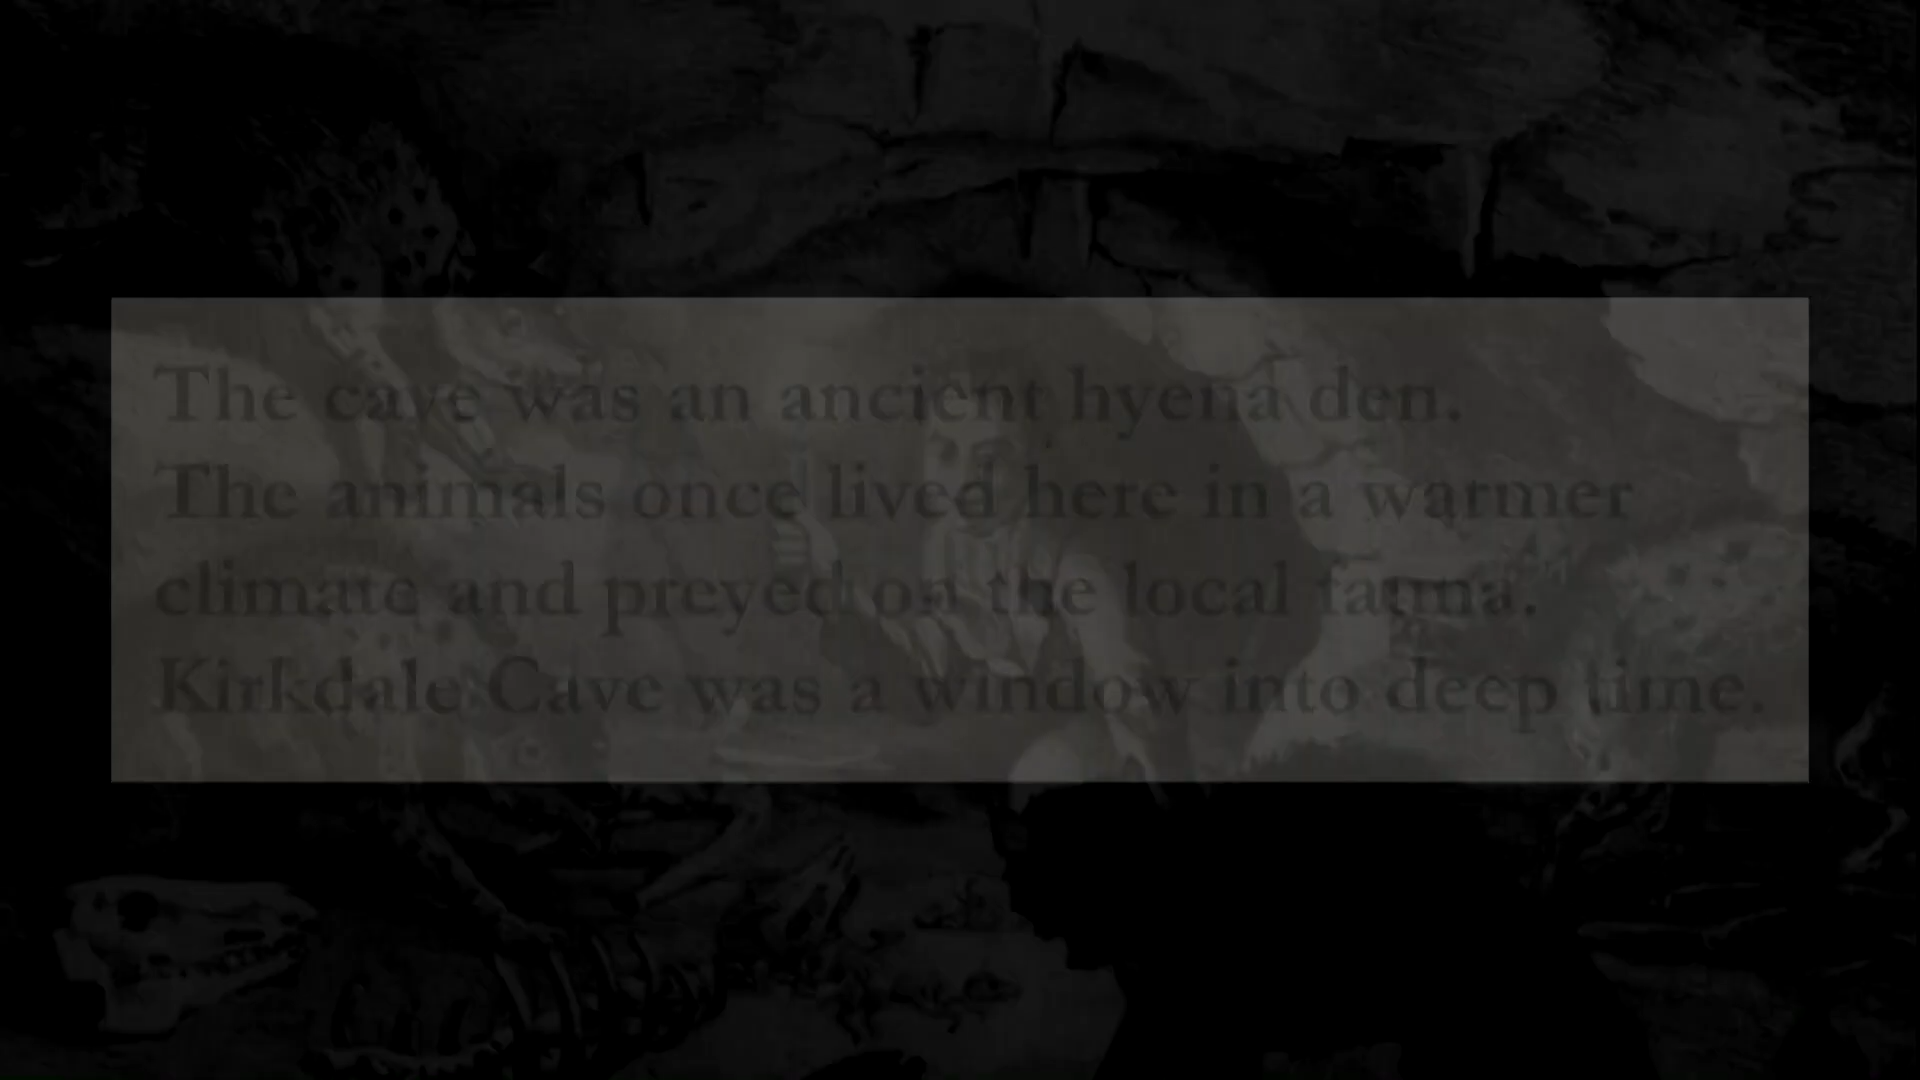 The cave was an ancient hyena den.
The animals once lived here in a warmer
climate and preyed on the local fauna.
Kirkdale Cave was a window into deep time.